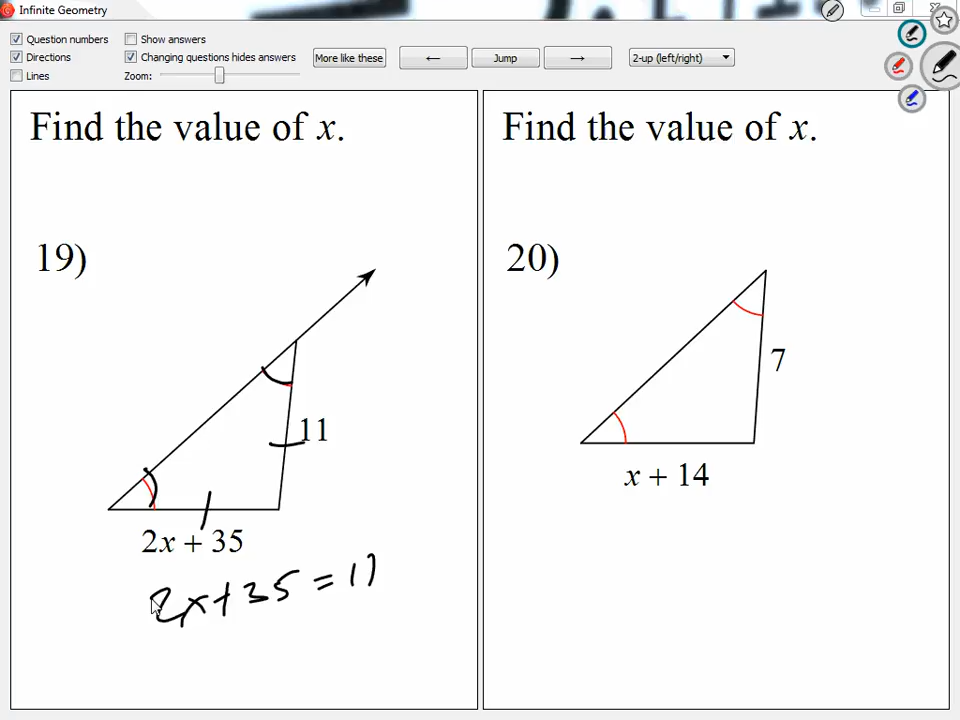 Infinite Geometry
Question numbers
Show answers
Directions
Changing questions hides answers
Lines
Zoom:
More like these
←
Jump
→
2-up (left/right)
Find the value of x.
19)
11
2x + 35
2x+35 = 11
Find the value of x.
20)
7
x + 14